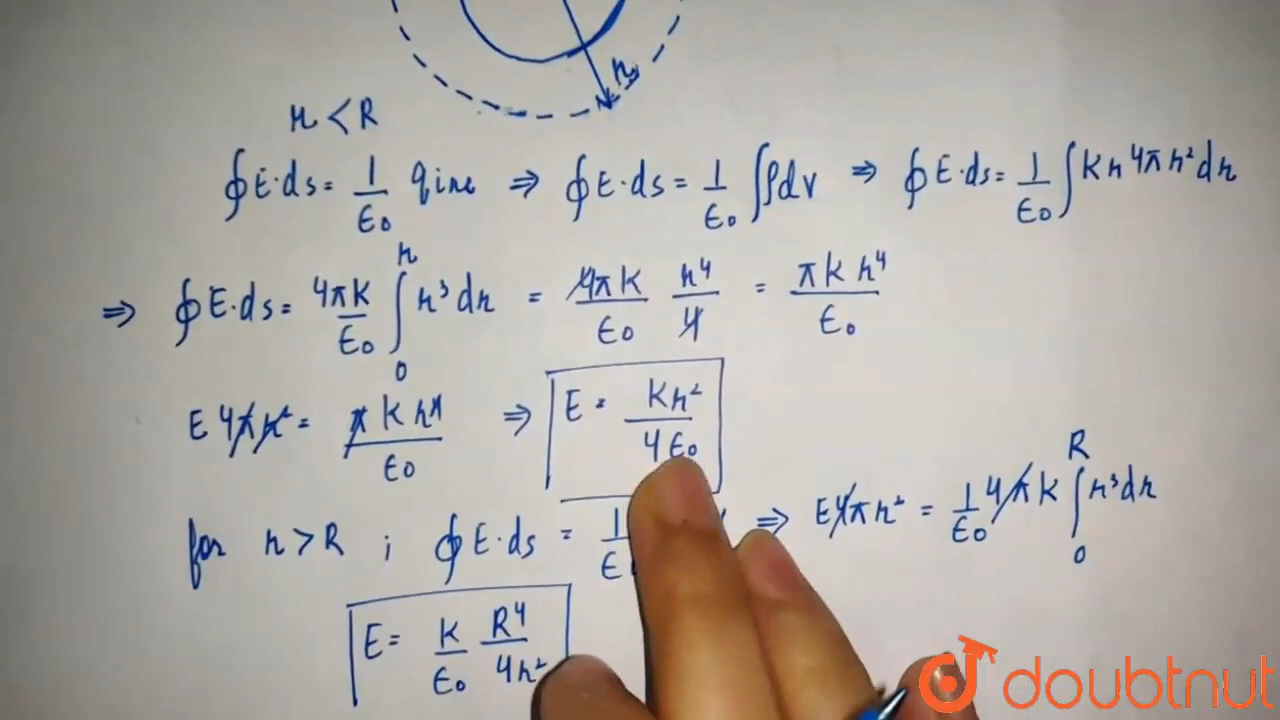 r
r < R
∮E·ds = 1/ε0 qinc ⇒ ∮E·ds = 1/ε0 ∫ρdv ⇒ ∮E·ds = 1/ε0 ∫kr 4πr²dr
⇒ ∮E·ds = 4πk/ε0 ∫₀ʳ r³dr = 4πk/ε0 r⁴/4 = πkr⁴/ε0
E4πr² = πkr⁴/ε0 ⇒ E = kr²/4ε0
for r > R ; ∮E·ds = 1/ ⇒ E4πr² = 1/ε0 4πk ∫₀ᴿ r³dr
E = k/ε0 R⁴/4r²
doubtnut